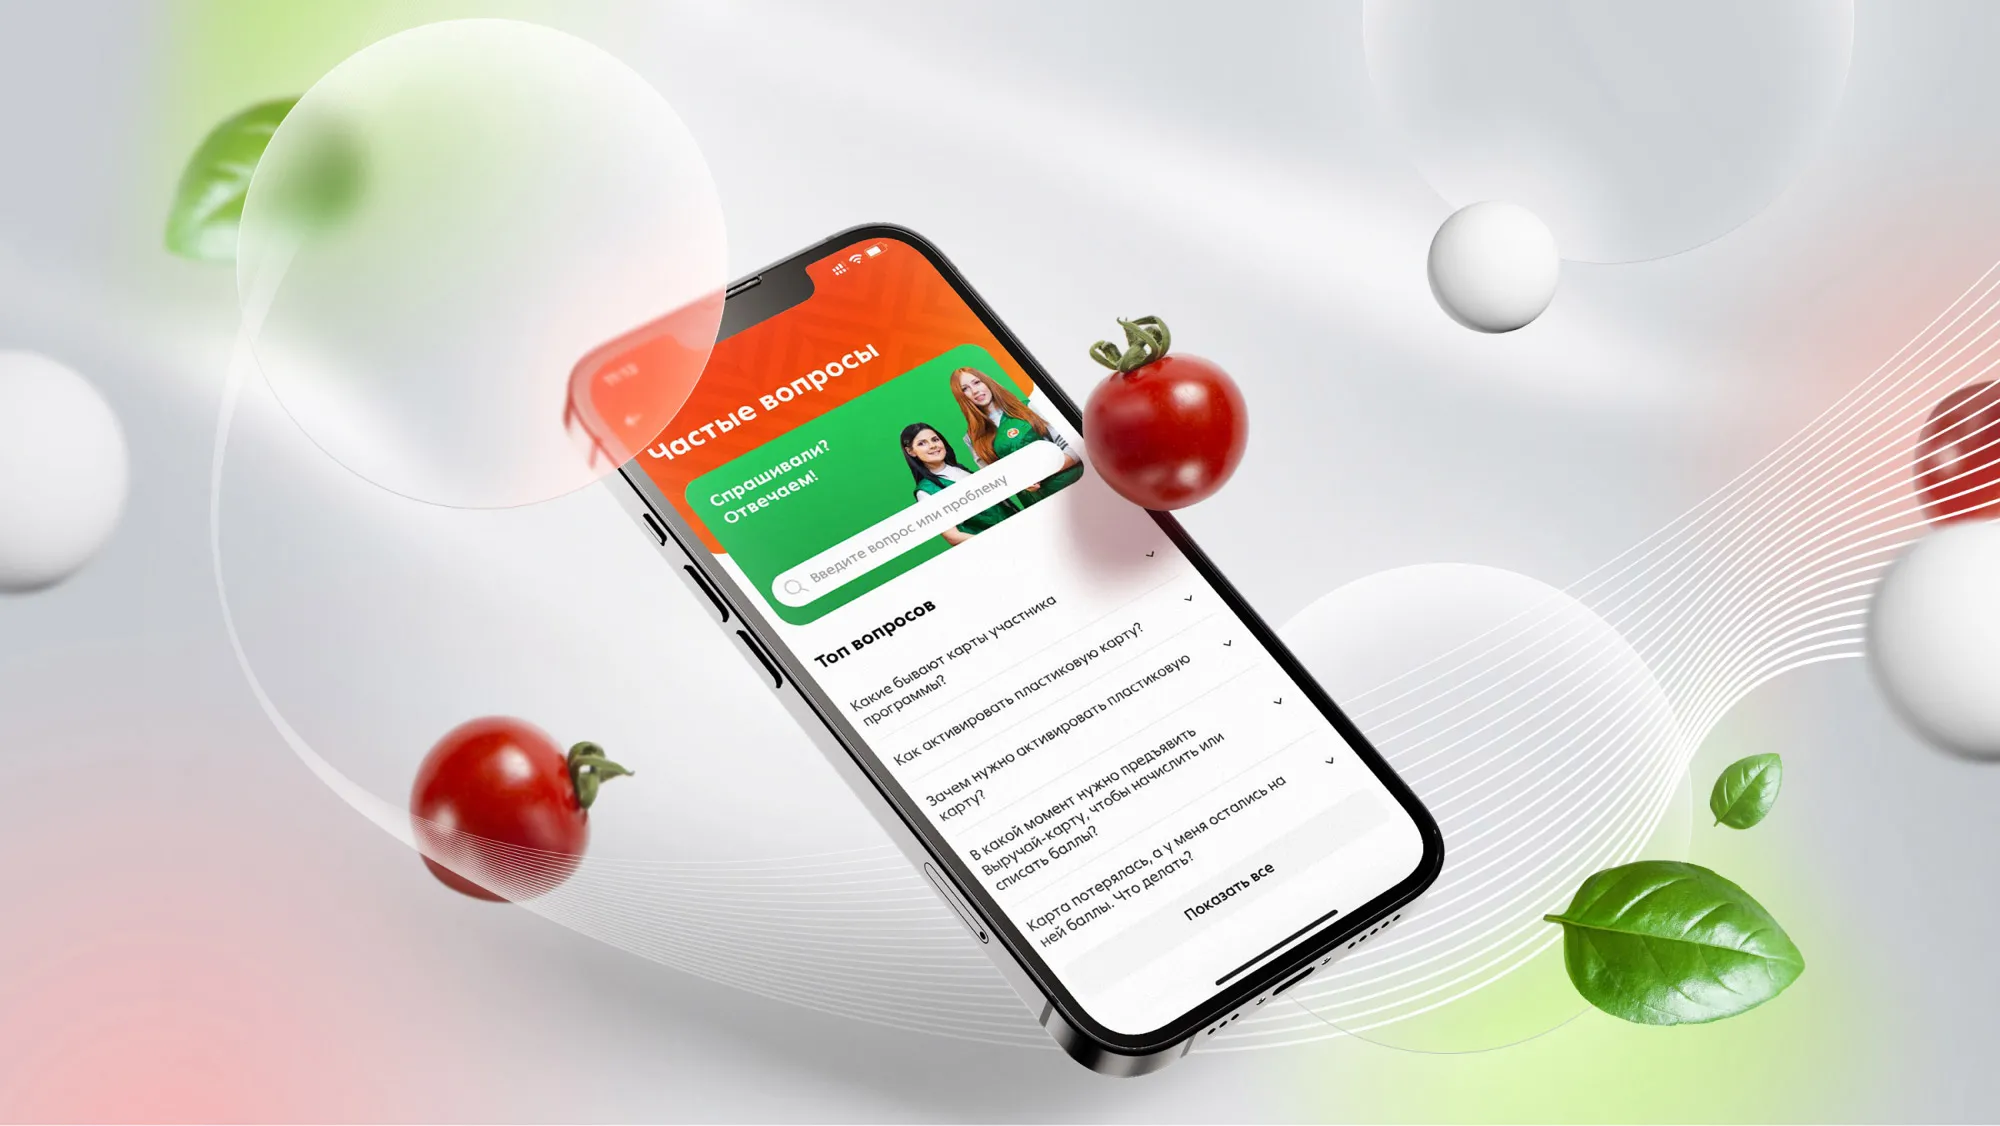 Частые вопросы
Спрашивали?
Отвечаем!
Введите вопрос или проблему
Топ вопросов
Какие бывают карты участника
программы?
Как активировать пластиковую карту?
Зачем нужно активировать пластиковую
карту?
В какой момент нужно предъявить
Выручай-карту, чтобы начислить или
списать баллы?
Карта потерялась, а у меня остались на
ней баллы. Что делать?
Показать все